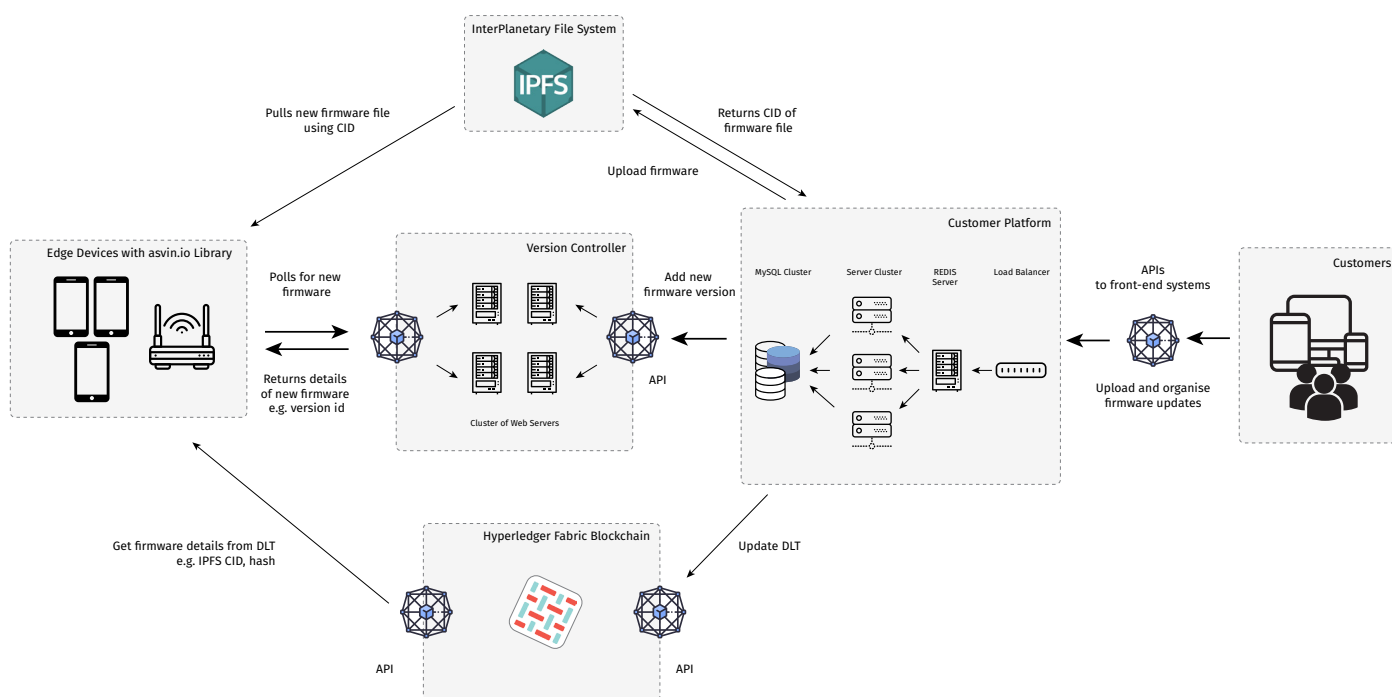 InterPlanetary File System
IPFS
Pulls new firmware file
using CID
Returns CID of
firmware file
Upload firmware
Edge Devices with asvin.io Library
Polls for new
firmware
Returns details
of new firmware
e.g. version id
Version Controller
API
Cluster of Web Servers
Add new
firmware version
Customer Platform
MySQL Cluster
Server Cluster
REDIS
Server
Load Balancer
APIs
to front-end systems
Upload and organise
firmware updates
Customers
Get firmware details from DLT
e.g. IPFS CID, hash
Hyperledger Fabric Blockchain
Update DLT
API
API